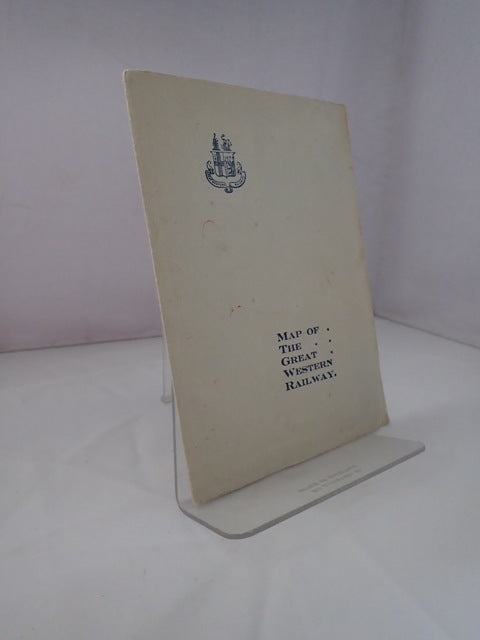 MAP OF .
THE . .
GREAT .
WESTERN
RAILWAY.